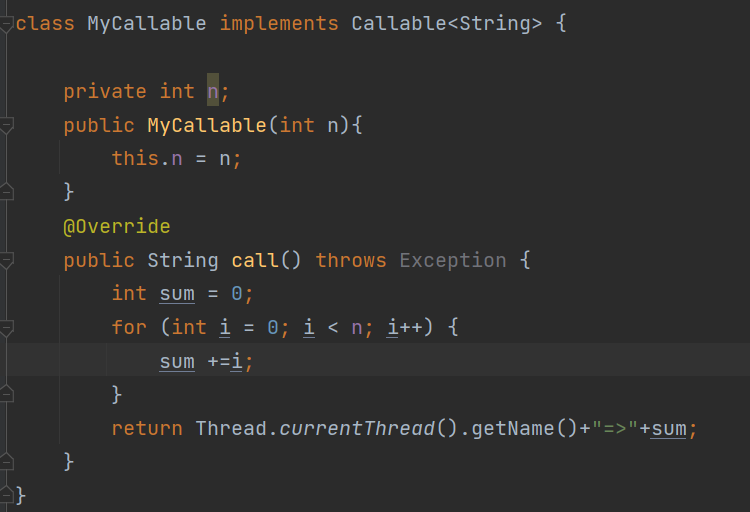 class MyCallable implements Callable<String> {
private int n;
public MyCallable(int n){
this.n = n;
}
@Override
public String call() throws Exception {
int sum = 0;
for (int i = 0; i < n; i++) {
sum +=i;
}
return Thread.currentThread().getName()+"=>"+sum;
}
}